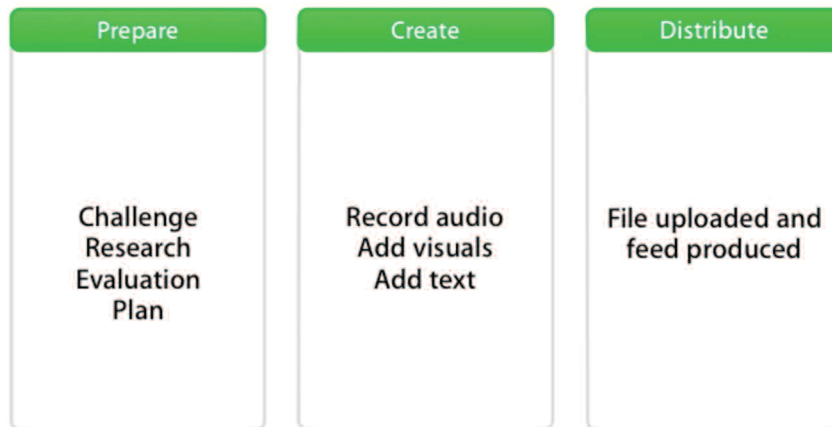 Prepare
Challenge
Research
Evaluation
Plan
Create
Record audio
Add visuals
Add text
Distribute
File uploaded and
feed produced